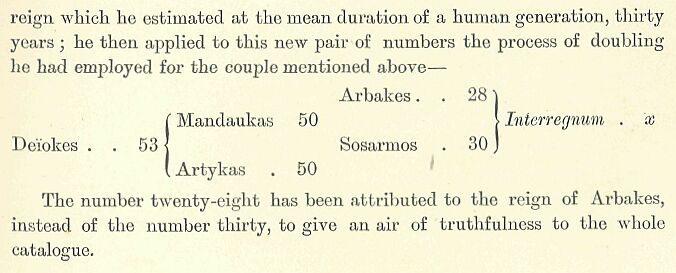 reign which he estimated at the mean duration of a human generation, thirty
years ; he then applied to this new pair of numbers the process of doubling
he had employed for the couple mentioned above—
Arbakes . . 28
Mandaukas 50
Interregnum . x
Deïokes . . 53
Sosarmos . 30
Artykas . 50
The number twenty-eight has been attributed to the reign of Arbakes,
instead of the number thirty, to give an air of truthfulness to the whole
catalogue.